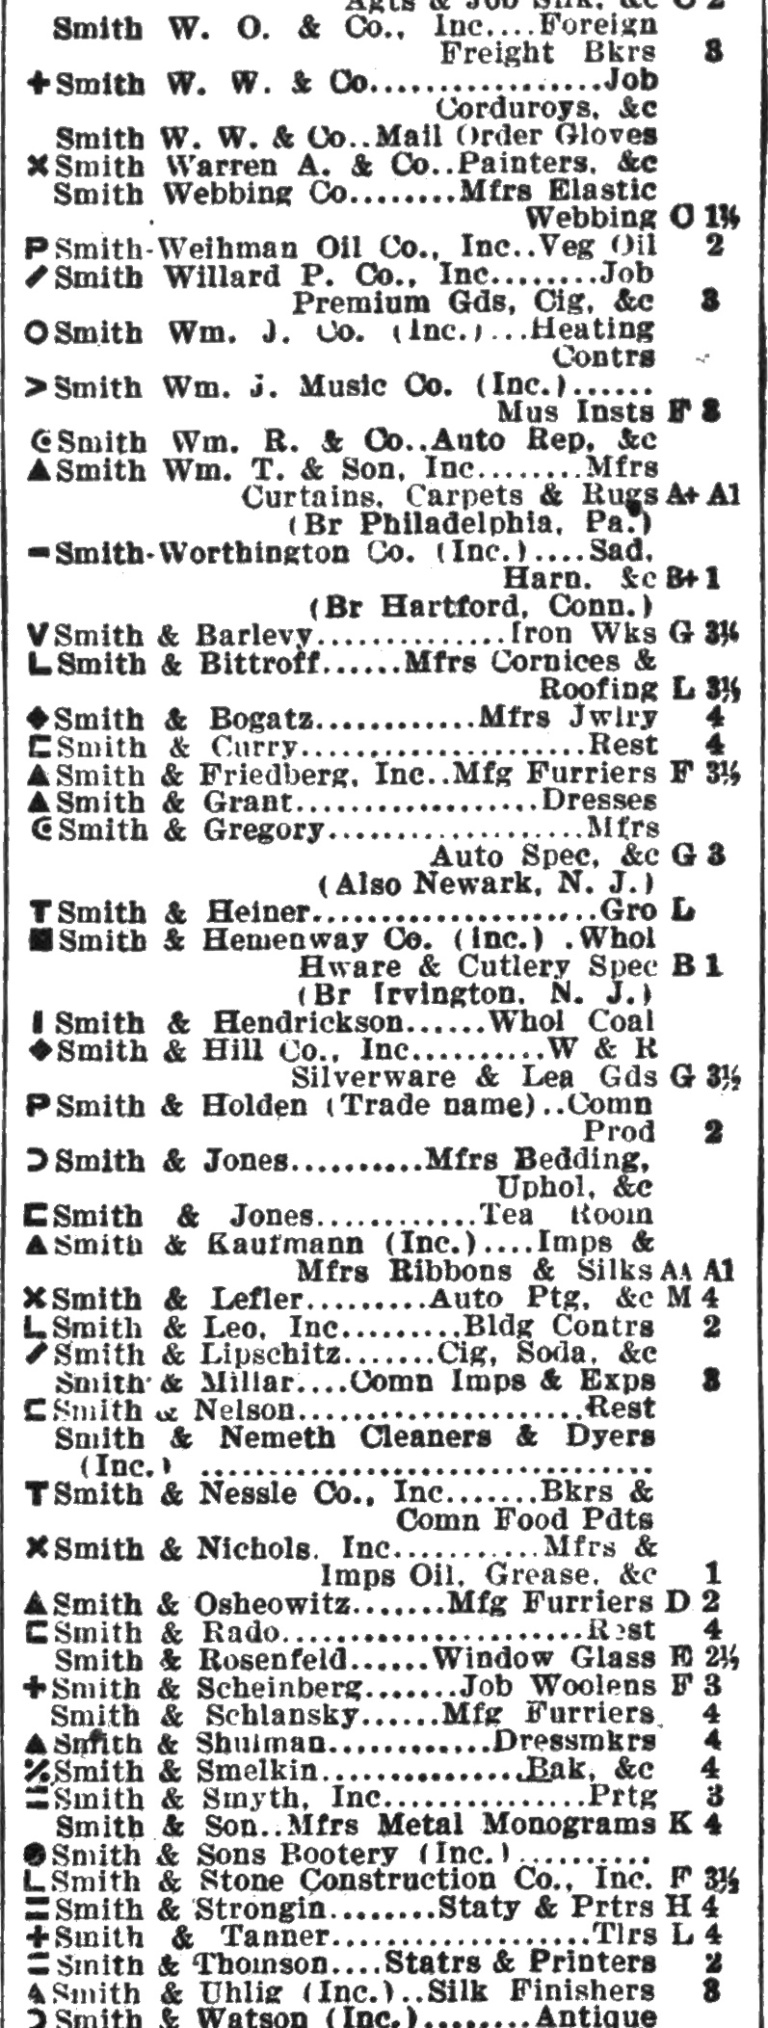 Agts & Job Silk, &c O 2
Smith W. O. & Co., Inc....Foreign
Freight Bkrs 3
+Smith W. W. & Co..................Job
Corduroys, &c
Smith W. W. & Co..Mail Order Gloves
×Smith Warren A. & Co..Painters, &c
Smith Webbing Co........Mfrs Elastic
Webbing O 1½
PSmith-Weihman Oil Co., Inc..Veg Oil 2
/Smith Willard P. Co., Inc........Job
Premium Gds, Cig, &c 3
OSmith Wm. J. Co. (Inc.)...Heating
Contrs
>Smith Wm. J. Music Co. (Inc.)......
Mus Insts F 3
Smith Wm. R. & Co..Auto Rep, &c
▲Smith Wm. T. & Son, Inc........Mfrs
Curtains, Carpets & Rugs A+ A1
(Br Philadelphia, Pa.)
-Smith-Worthington Co. (Inc.)....Sad,
Harn. &c B+ 1
(Br Hartford, Conn.)
VSmith & Barlevy..............Iron Wks G 3½
LSmith & Bittroff......Mfrs Cornices &
Roofing L 3½
◆Smith & Bogatz............Mfrs Jwlry 4
⊏Smith & Curry.....................Rest 4
▲Smith & Friedberg, Inc..Mfg Furriers F 3½
▲Smith & Grant..................Dresses
Smith & Gregory...................Mfrs
Auto Spec, &c G 3
(Also Newark, N. J.)
TSmith & Heiner.....................Gro L
■Smith & Hemenway Co. (Inc.) .Whol
Hware & Cutlery Spec B 1
(Br Irvington, N. J.)
❙Smith & Hendrickson......Whol Coal
◆Smith & Hill Co., Inc..........W & R
Silverware & Lea Gds G 3½
PSmith & Holden (Trade name)..Comn
Prod 2
⊃Smith & Jones..........Mfrs Bedding,
Uphol, &c
⊏Smith & Jones............Tea Room
▲Smith & Kaufmann (Inc.)....Imps &
Mfrs Ribbons & Silks AA A1
×Smith & Lefler.........Auto Ptg, &c M 4
LSmith & Leo, Inc.........Bldg Contrs 2
/Smith & Lipschitz.......Cig, Soda, &c
Smith & Millar....Comn Imps & Exps 3
⊏Smith & Nelson.....................Rest
Smith & Nemeth Cleaners & Dyers
(Inc.) .................................
TSmith & Nessle Co., Inc.......Bkrs &
Comn Food Pdts
×Smith & Nichols, Inc...........Mfrs &
Imps Oil, Grease, &c 1
▲Smith & Osheowitz.......Mfg Furriers D 2
⊏Smith & Rado......................Rest 4
Smith & Rosenfeld......Window Glass E 2½
+Smith & Scheinberg.......Job Woolens F 3
Smith & Schlansky......Mfg Furriers 4
▲Smith & Shulman............Dressmkrs 4
%Smith & Smelkin...............Bak, &c 4
=Smith & Smyth, Inc...............Prtg 3
Smith & Son..Mfrs Metal Monograms K 4
●Smith & Sons Bootery (Inc.)..........
LSmith & Stone Construction Co., Inc. F 3½
=Smith & Strongin........Staty & Prtrs H 4
+Smith & Tanner...................Tlrs L 4
=Smith & Thomson....Statrs & Printers 2
▲Smith & Uhlig (Inc.)..Silk Finishers 3
⊃Smith & Watson (Inc.)........Antique